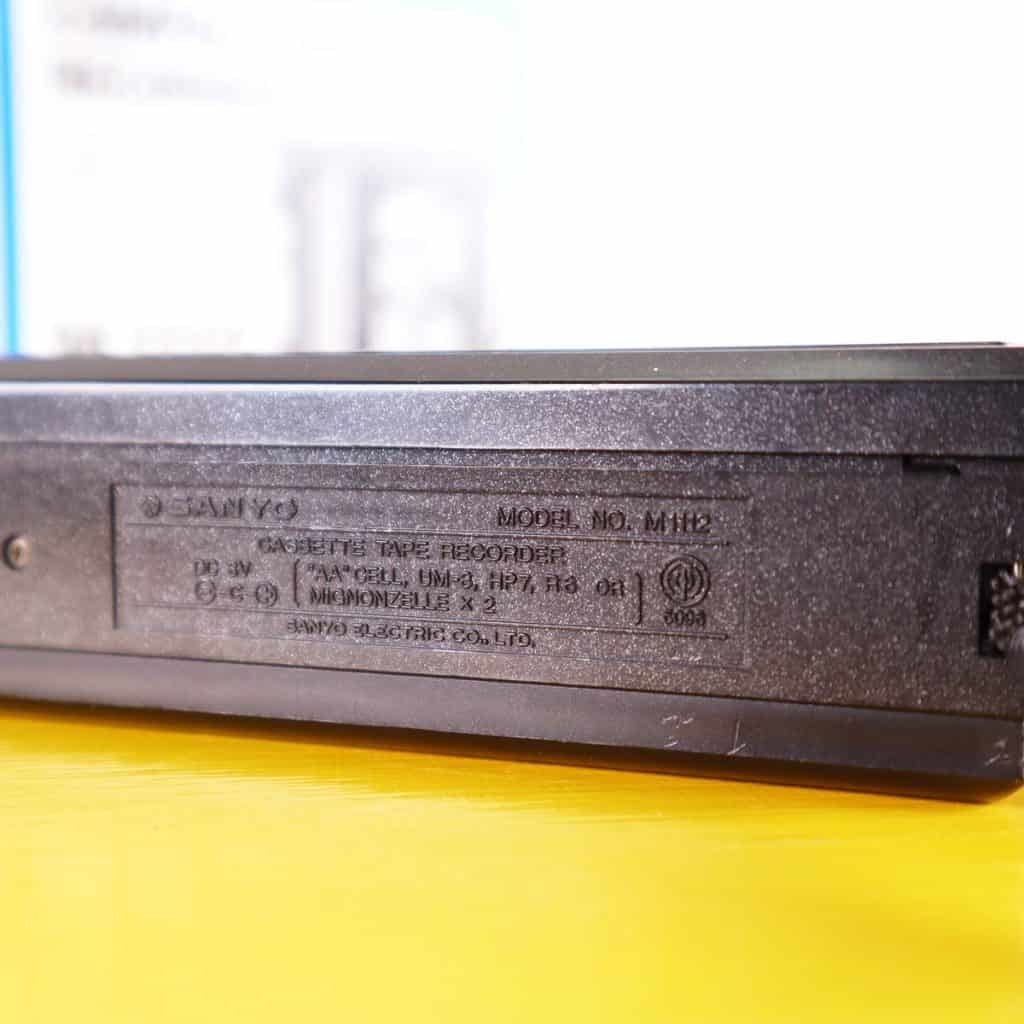 SANYO
MODEL NO. M1112
CASSETTE TAPE RECORDER
DC 3V
"AA" CELL, UM-3, HP7, R6 OR
MIGNONZELLE X 2
C
6098
SANYO ELECTRIC CO., LTD.